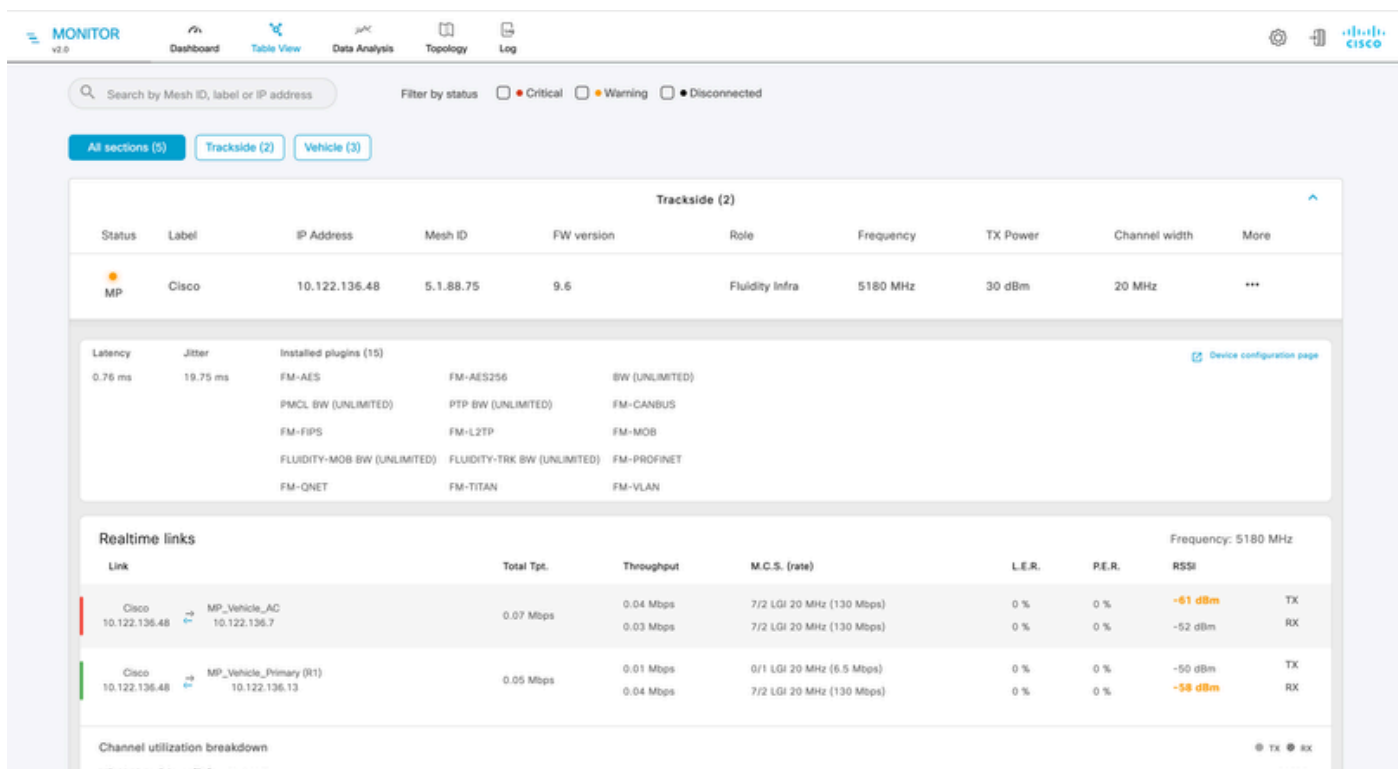 MONITOR
v2.0
Dashboard
Table View
Data Analysis
Topology
Log
CISCO
Search by Mesh ID, label or IP address
Filter by status Critical Warning Disconnected
All sections (5) Trackside (2) Vehicle (3)
Trackside (2)
Status Label IP Address Mesh ID FW version Role Frequency TX Power Channel width More
MP Cisco 10.122.136.48 5.1.88.75 9.6 Fluidity Infra 5180 MHz 30 dBm 20 MHz •••
Latency Jitter Installed plugins (15) Device configuration page
0.76 ms 19.75 ms FM-AES FM-AES256 BW (UNLIMITED)
PMCL BW (UNLIMITED) PTP BW (UNLIMITED) FM-CANBUS
FM-FIPS FM-L2TP FM-MOB
FLUIDITY-MOB BW (UNLIMITED) FLUIDITY-TRK BW (UNLIMITED) FM-PROFINET
FM-QNET FM-TITAN FM-VLAN
Realtime links Frequency: 5180 MHz
Link Total Tpt. Throughput M.C.S. (rate) L.E.R. P.E.R. RSSI
Cisco MP_Vehicle_AC 0.04 Mbps 7/2 LGI 20 MHz (130 Mbps) 0 % 0 % -61 dBm TX
0.07 Mbps
10.122.136.48 10.122.136.7 0.03 Mbps 7/2 LGI 20 MHz (130 Mbps) 0 % 0 % -52 dBm RX
Cisco MP_Vehicle_Primary (R1) 0.01 Mbps 0/1 LGI 20 MHz (6.5 Mbps) 0 % 0 % -50 dBm TX
0.05 Mbps
10.122.136.48 10.122.136.13 0.04 Mbps 7/2 LGI 20 MHz (130 Mbps) 0 % 0 % -58 dBm RX
Channel utilization breakdown TX RX